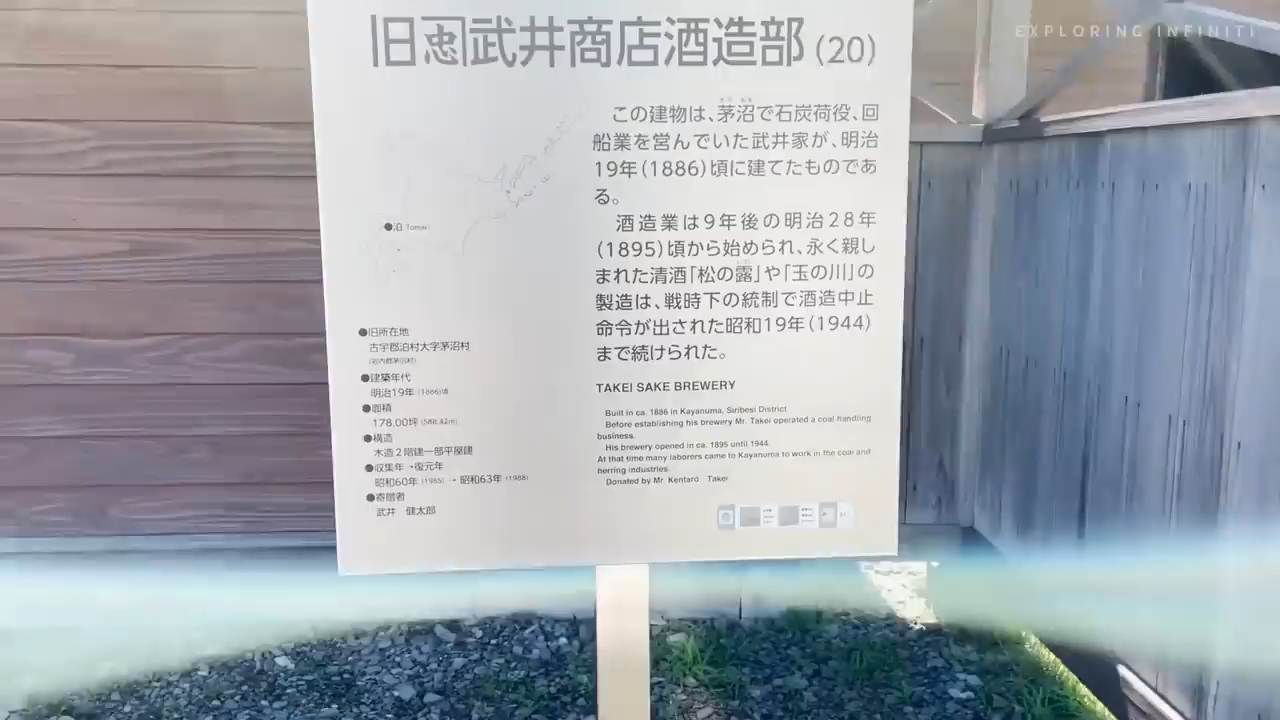 EXPLORING INFINITI
旧忠武井商店酒造部(20)
この建物は、茅沼で石炭荷役、回
船業を営んでいた武井家が、明治
19年(1886)頃に建てたものであ
る。
酒造業は9年後の明治28年
(1895)頃から始められ、永く親し
まれた清酒「松の露」や「玉の川」の
製造は、戦時下の統制で酒造中止
命令が出された昭和19年(1944)
まで続けられた。
●泊 Tomari
●旧所在地
古宇郡泊村大字茅沼村
●建築年代
明治19年(1886)頃
●面積
178.00坪(588.42㎡)
●構造
木造2階建一部平屋建
●収集年→復元年
昭和60年(1985)→昭和63年(1988)
●寄贈者
武井 健太郎
TAKEI SAKE BREWERY
Built in ca. 1886 in Kayanuma, Siribesi District.
Before establishing his brewery Mr. Takei operated a coal handling
business.
His brewery opened in ca. 1895 until 1944.
At that time many laborers came to Kayanuma to work in the coal and
herring industries.
Donated by Mr. Kentaro Takei